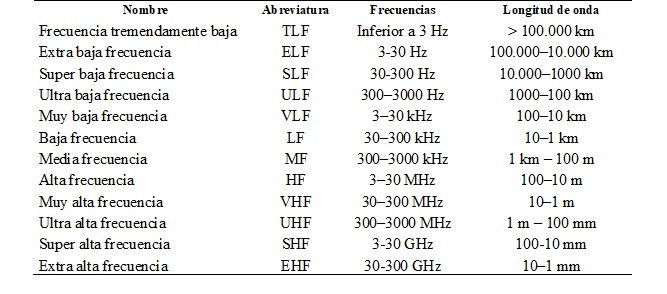 Nombre Abreviatura Frecuencias Longitud de onda
Frecuencia tremendamente baja TLF Inferior a 3 Hz > 100.000 km
Extra baja frecuencia ELF 3-30 Hz 100.000–10.000 km
Super baja frecuencia SLF 30-300 Hz 10.000–1000 km
Ultra baja frecuencia ULF 300–3000 Hz 1000–100 km
Muy baja frecuencia VLF 3–30 kHz 100–10 km
Baja frecuencia LF 30–300 kHz 10–1 km
Media frecuencia MF 300–3000 kHz 1 km – 100 m
Alta frecuencia HF 3–30 MHz 100–10 m
Muy alta frecuencia VHF 30–300 MHz 10–1 m
Ultra alta frecuencia UHF 300–3000 MHz 1 m – 100 mm
Super alta frecuencia SHF 3-30 GHz 100-10 mm
Extra alta frecuencia EHF 30-300 GHz 10–1 mm